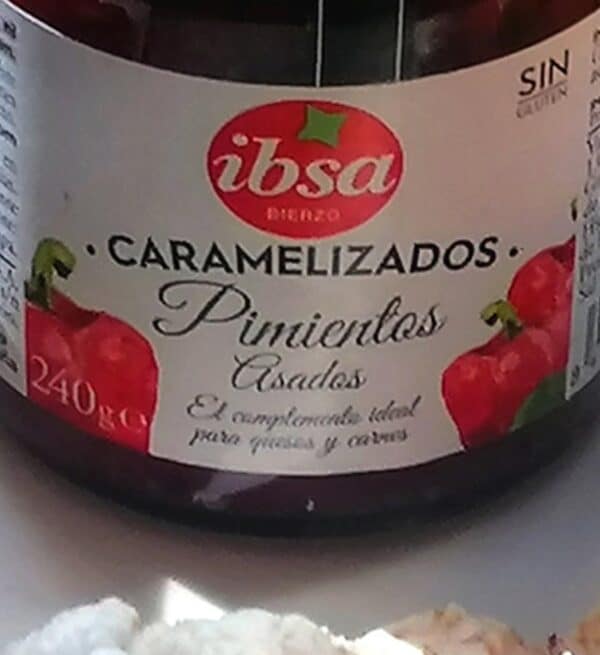 SIN
GLUTEN
ibsa
BIERZO
• CARAMELIZADOS •
Pimientos
Asados
240g e
El complemento ideal
para quesos y carnes